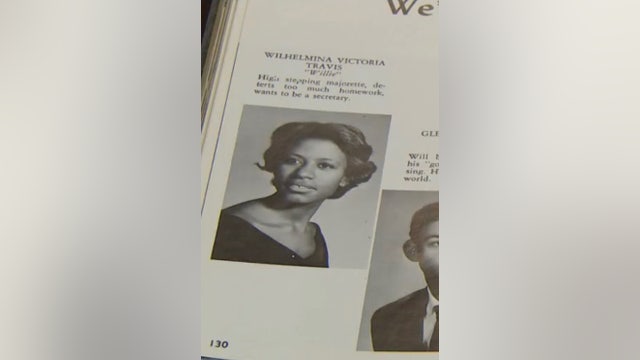 We'
WILHELMINA VICTORIA
TRAVIS
"Willie"
High stepping majorette, de-
tests too much homework,
wants to be a secretary.
GLE
Will b
his "go
sing. H
world.
130